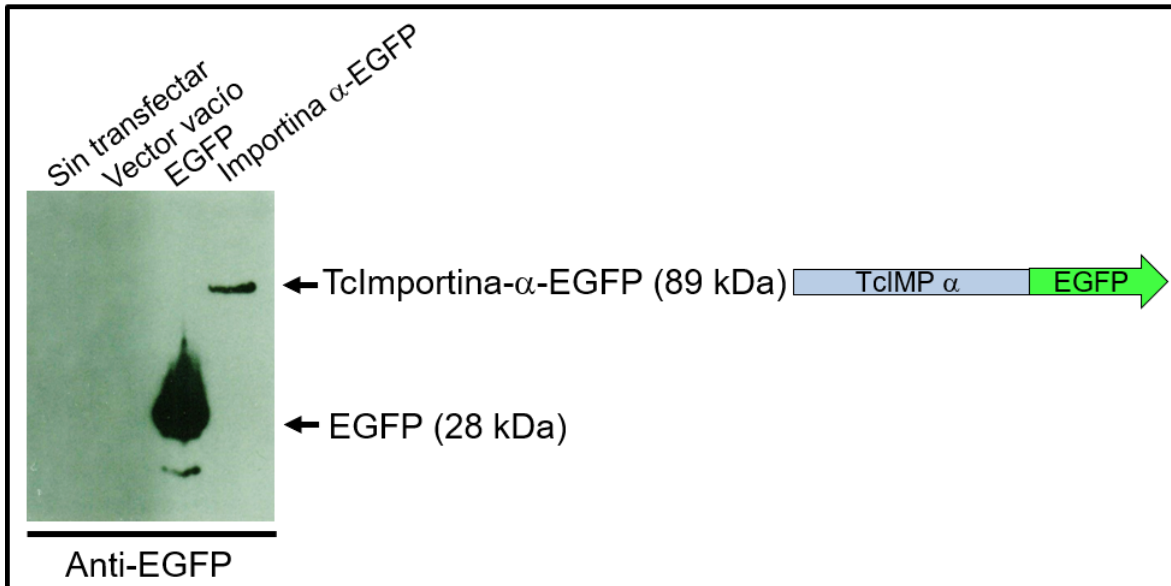 Sin transfectar
Vector vacío
EGFP
Importina α-EGFP
TcImportina-α-EGFP (89 kDa)
TcIMP α
EGFP
EGFP (28 kDa)
Anti-EGFP